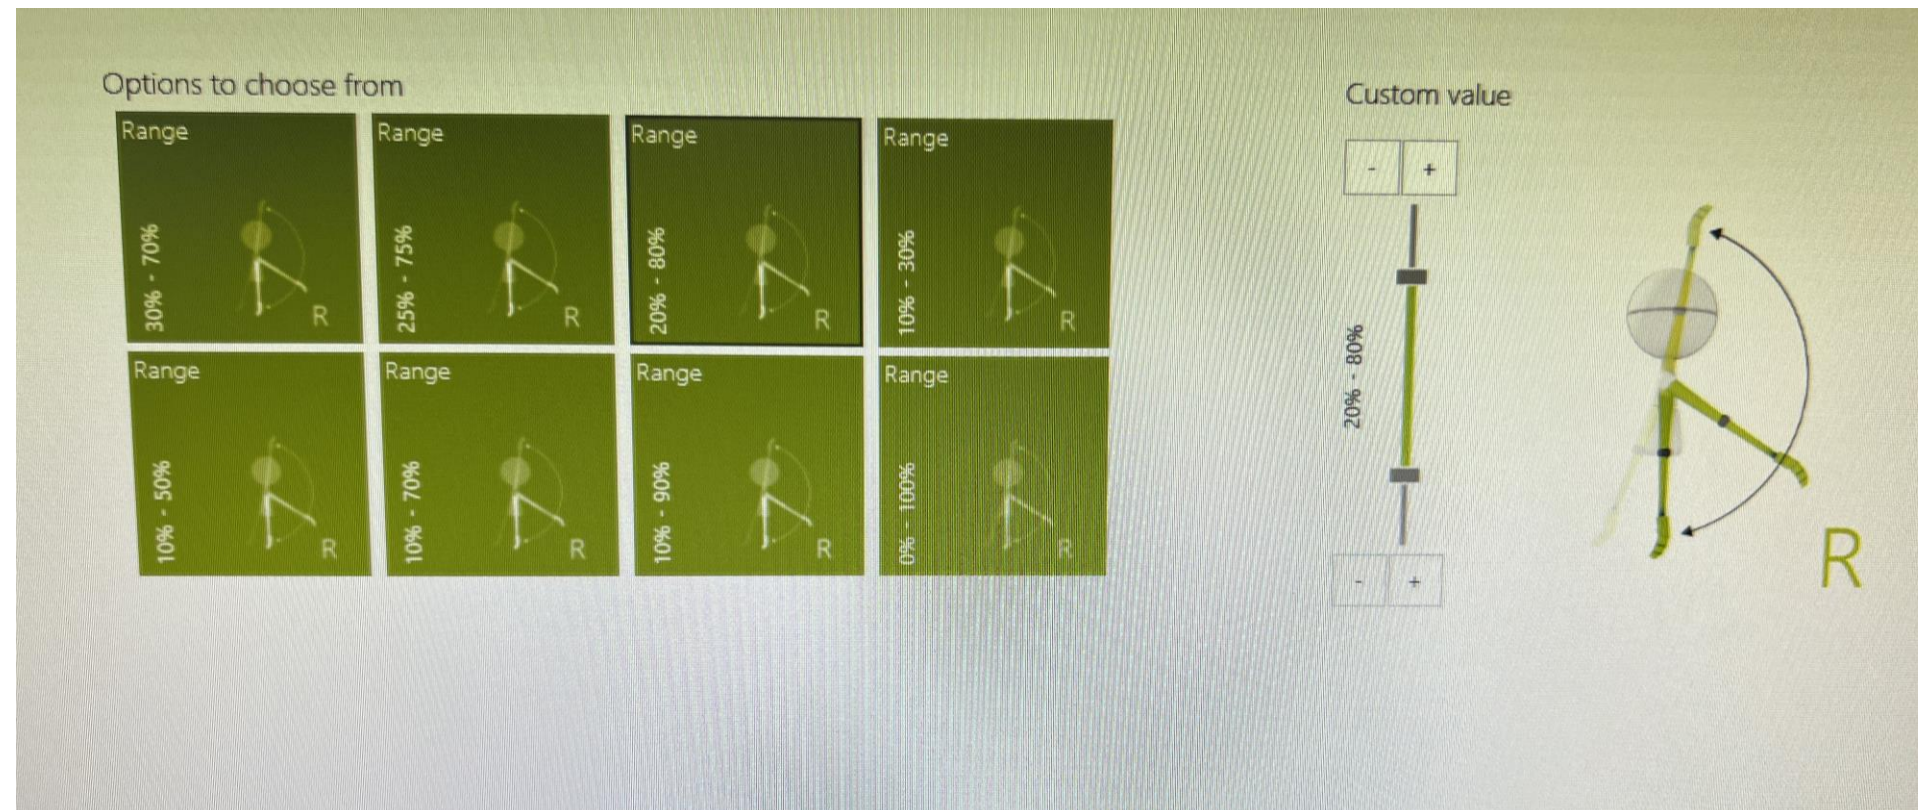 Options to choose from
Range
30% - 70%
R
Range
25% - 75%
R
Range
20% - 80%
R
Range
10% - 30%
R
Range
10% - 50%
R
Range
10% - 70%
R
Range
10% - 90%
R
Range
0% - 100%
R
Custom value
- +
20% - 80%
- +
R